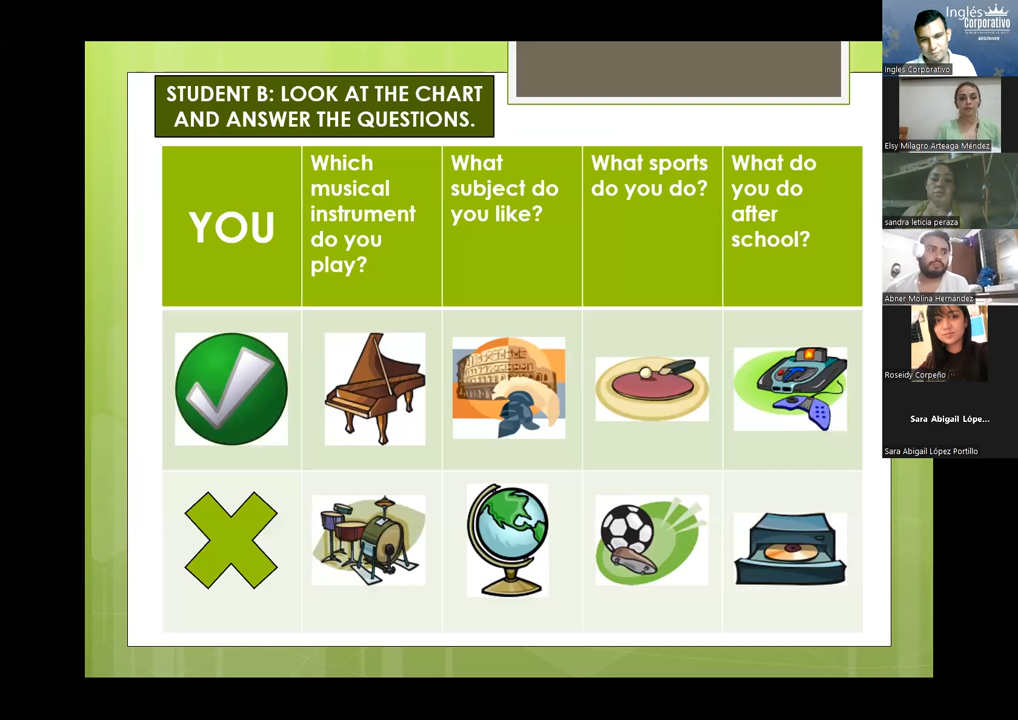 STUDENT B: LOOK AT THE CHART
AND ANSWER THE QUESTIONS.
YOU
Which
musical
instrument
do you
play?
What
subject do
you like?
What sports
do you do?
What do
you do
after
school?
Inglés
Corporativo
BEGINNER
Ingles Corporativo
Elsy Milagro Arteaga Méndez
sandra leticia peraza
Abner Molina Hernández
Roseidy Corpeño
Sara Abigail Lópe...
Sara Abigail López Portillo